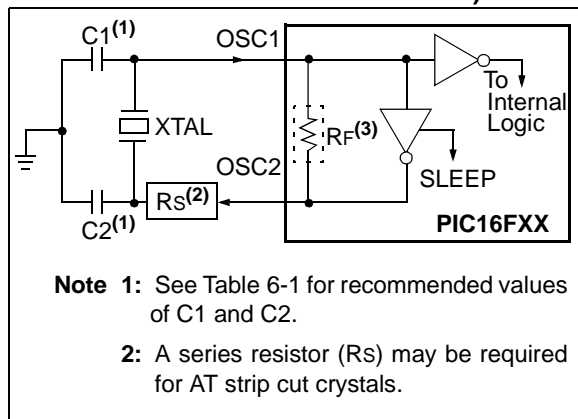 C1(1)
OSC1
To
Internal
Logic
XTAL
RF(3)
OSC2
SLEEP
RS(2)
C2(1)
PIC16FXX
Note 1: See Table 6-1 for recommended values
of C1 and C2.
2: A series resistor (RS) may be required
for AT strip cut crystals.